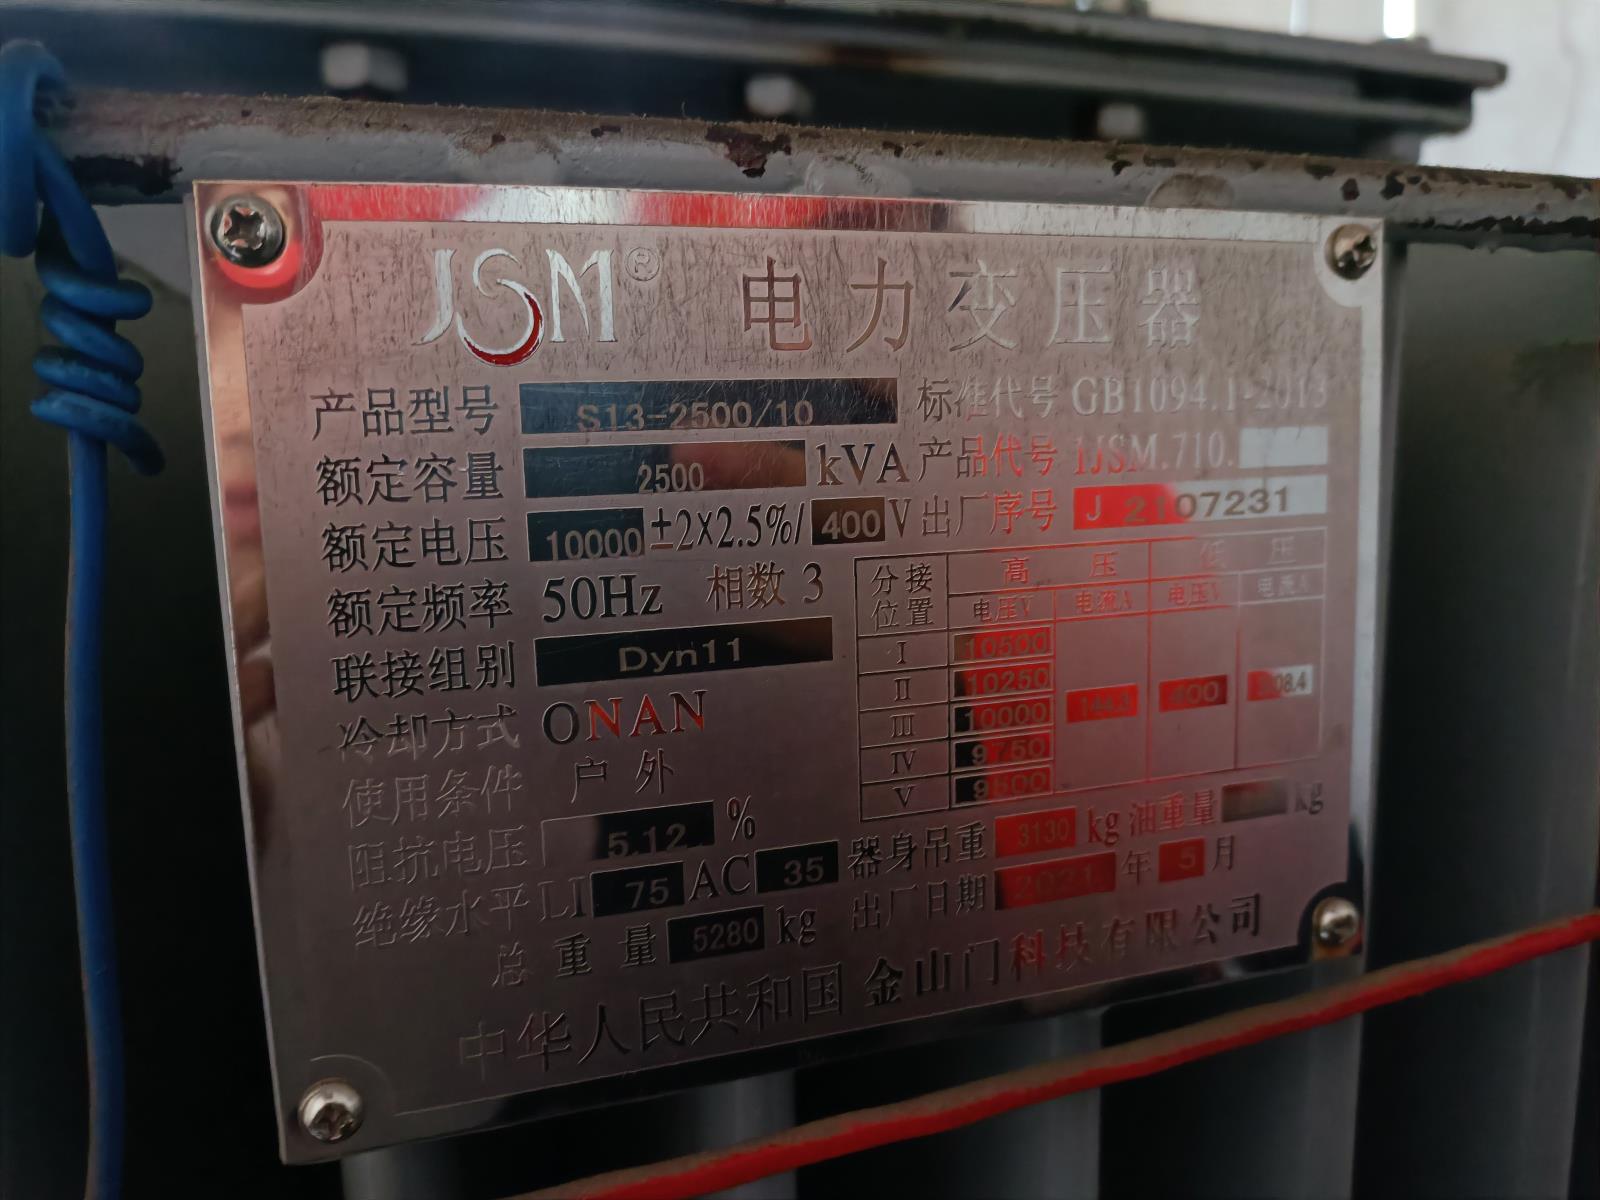 JSM® 电力变压器
产品型号 S13-2500/10 标准代号 GB1094.1-2013
额定容量 2500 kVA 产品代号 1JSM.710.
额定电压 10000 ±2×2.5%/ 400 V 出厂序号 J 2107231
额定频率 50Hz 相数 3
联接组别 Dyn11
冷却方式 ONAN
使用条件 户外
阻抗电压 5.12 %
绝缘水平 LI 75 AC 35
总重量 5280 kg
分接位置 高压 低压
电压V 电流A 电压V 电流A
I 10500
II 10250
III 10000 400
IV 9750
V 9500
器身吊重 3130 kg 油重量 kg
出厂日期 2021 年 5 月
中华人民共和国 金山门科技有限公司